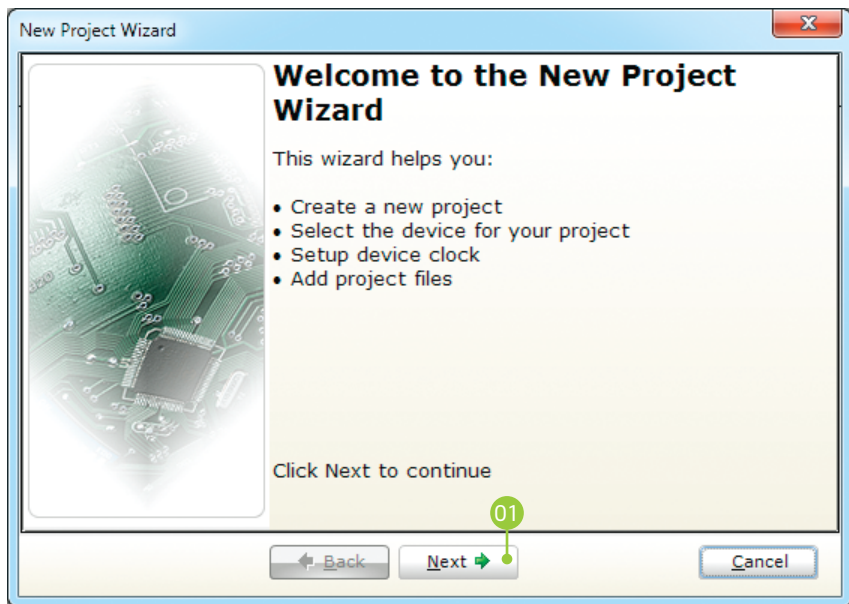 New Project Wizard
Welcome to the New Project
Wizard
This wizard helps you:
• Create a new project
• Select the device for your project
• Setup device clock
• Add project files
Click Next to continue
01
Back
Next
Cancel